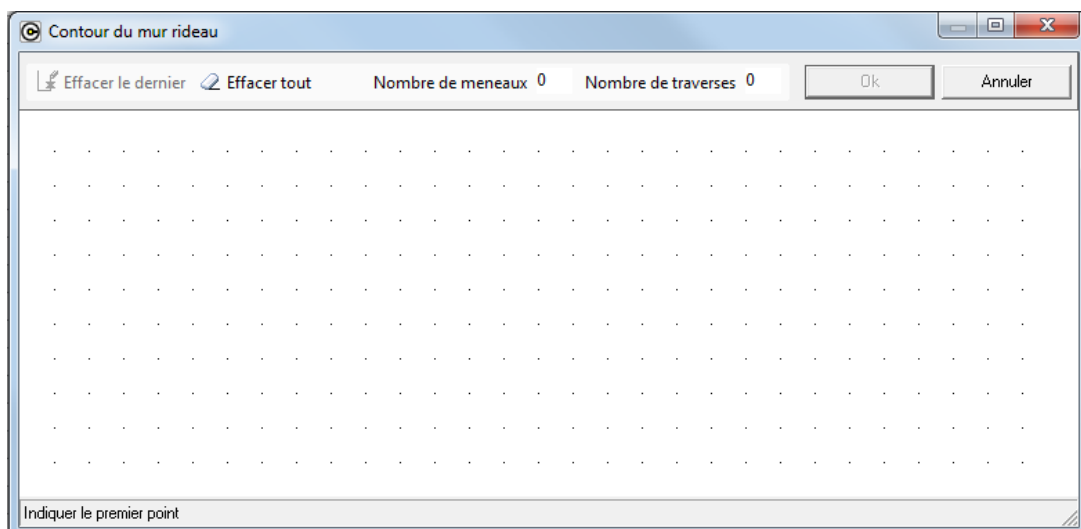 Contour du mur rideau
Effacer le dernier Effacer tout Nombre de meneaux 0 Nombre de traverses 0 Ok Annuler
Indiquer le premier point